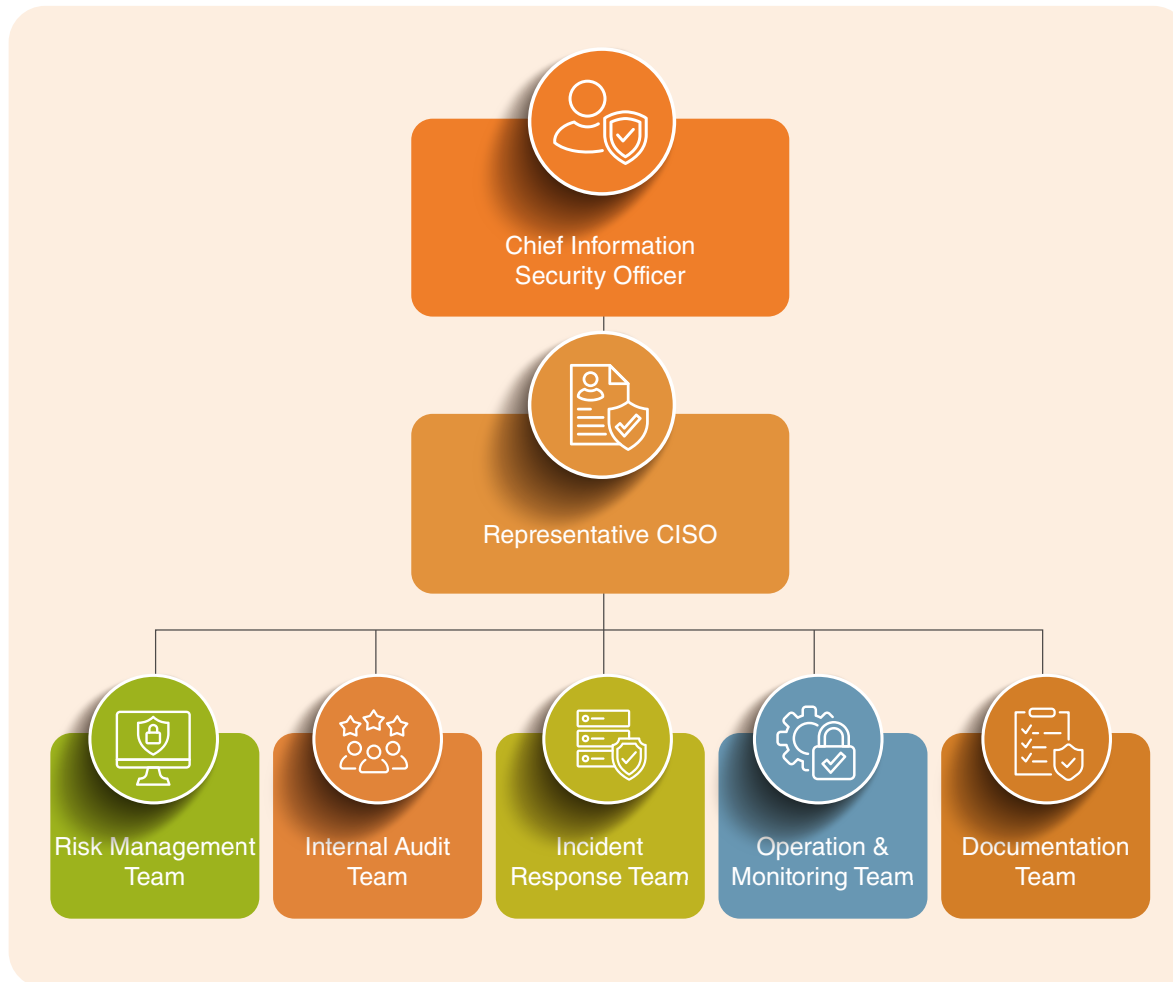 Chief Information
Security Officer
Representative CISO
Risk Management
Team
Internal Audit
Team
Incident
Response Team
Operation &
Monitoring Team
Documentation
Team